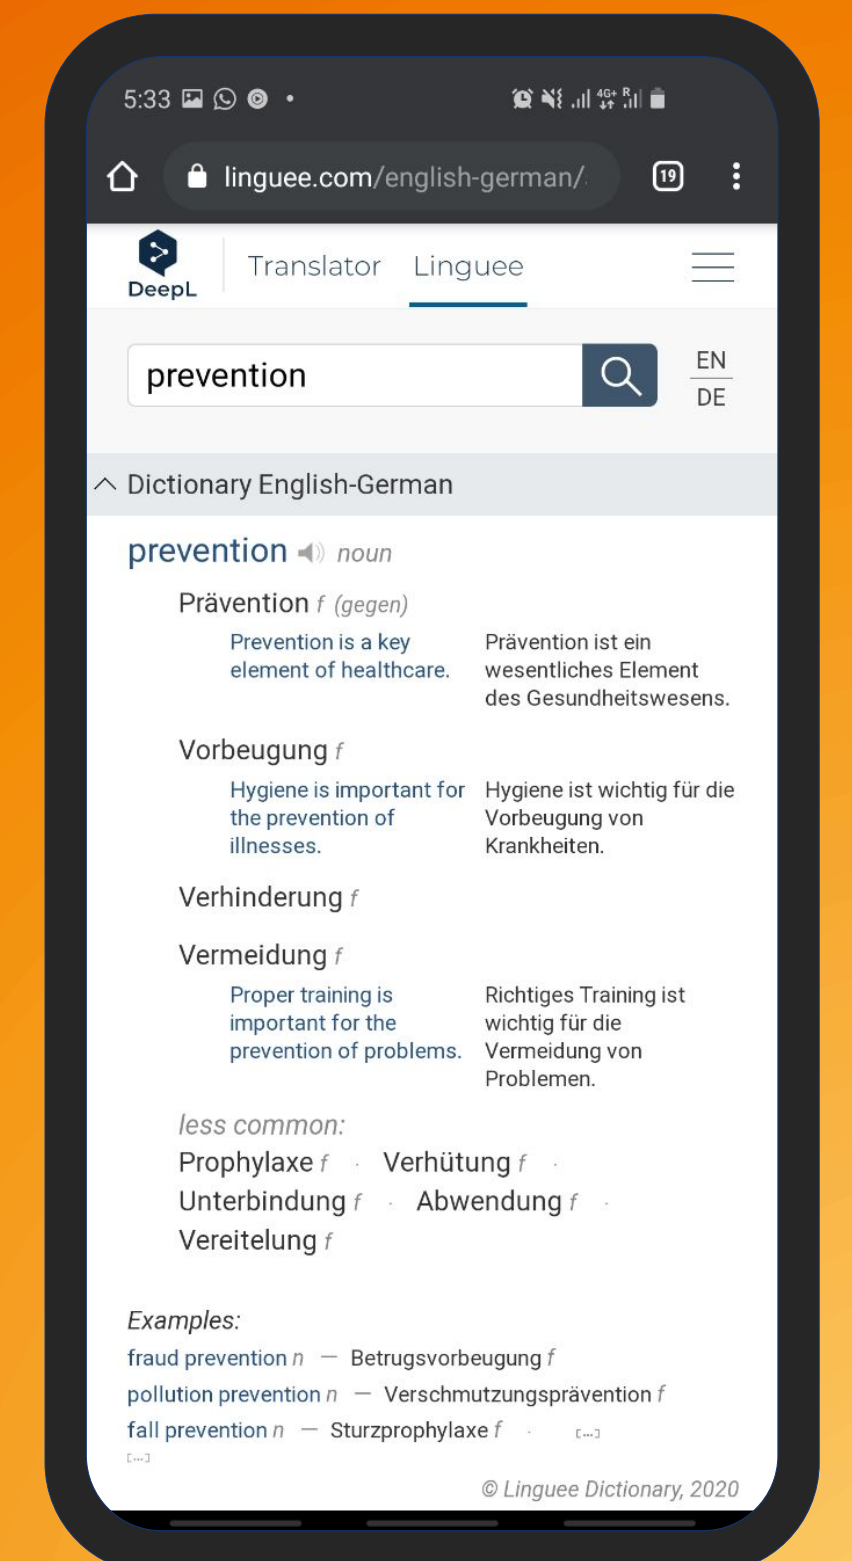 5:33
4G+ R
linguee.com/english-german/
19
DeepL
Translator Linguee
prevention
EN
DE
Dictionary English-German
prevention noun
Prävention f (gegen)
Prevention is a key Prävention ist ein
element of healthcare. wesentliches Element
des Gesundheitswesens.
Vorbeugung f
Hygiene is important for Hygiene ist wichtig für die
the prevention of Vorbeugung von
illnesses. Krankheiten.
Verhinderung f
Vermeidung f
Proper training is Richtiges Training ist
important for the wichtig für die
prevention of problems. Vermeidung von
Problemen.
less common:
Prophylaxe f · Verhütung f ·
Unterbindung f · Abwendung f ·
Vereitelung f
Examples:
fraud prevention n — Betrugsvorbeugung f
pollution prevention n — Verschmutzungsprävention f
fall prevention n — Sturzprophylaxe f · [...]
[...]
© Linguee Dictionary, 2020